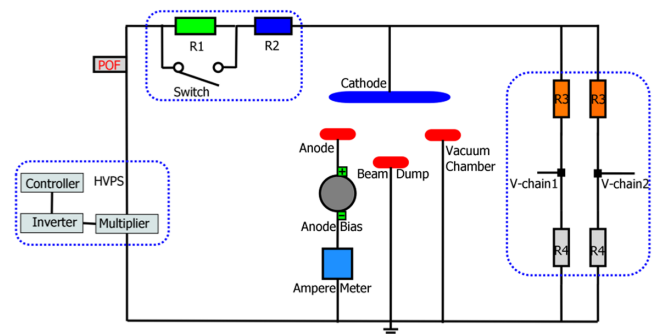 R1
R2
POF
Switch
Cathode
R3
R3
Anode
Vacuum
Chamber
Beam Dump
V-chain1
V-chain2
Controller
HVPS
+
Inverter
Multiplier
Anode Bias
R4
R4
Ampere Meter